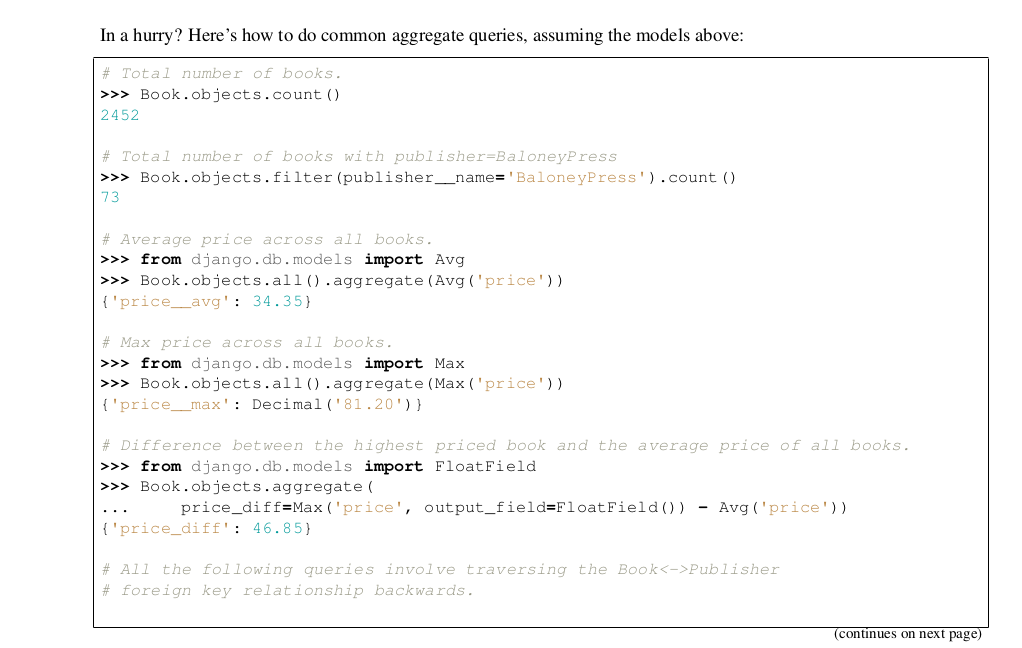 In a hurry? Here's how to do common aggregate queries, assuming the models above:
# Total number of books.
>>> Book.objects.count()
2452
# Total number of books with publisher=BaloneyPress
>>> Book.objects.filter(publisher__name='BaloneyPress').count()
73
# Average price across all books.
>>> from django.db.models import Avg
>>> Book.objects.all().aggregate(Avg('price'))
{'price__avg': 34.35}
# Max price across all books.
>>> from django.db.models import Max
>>> Book.objects.all().aggregate(Max('price'))
{'price__max': Decimal('81.20')}
# Difference between the highest priced book and the average price of all books.
>>> from django.db.models import FloatField
>>> Book.objects.aggregate(
...     price_diff=Max('price', output_field=FloatField()) - Avg('price'))
{'price_diff': 46.85}
# All the following queries involve traversing the Book<->Publisher
# foreign key relationship backwards.
(continues on next page)